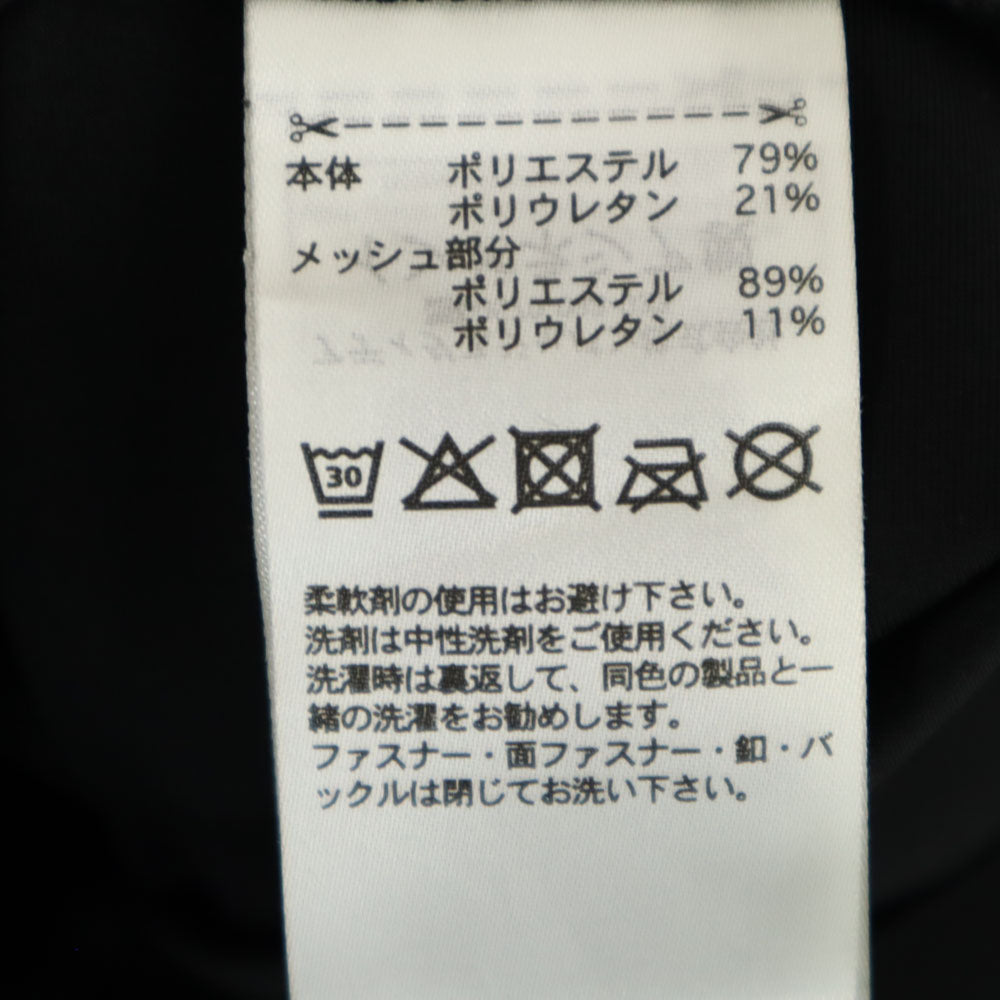 本体 ポリエステル 79%
ポリウレタン 21%
メッシュ部分
ポリエステル 89%
ポリウレタン 11%
30
柔軟剤の使用はお避け下さい。
洗剤は中性洗剤をご使用ください。
洗濯時は裏返して、同色の製品と一
緒の洗濯をお勧めします。
ファスナー・面ファスナー・釦・バ
ックルは閉じてお洗い下さい。